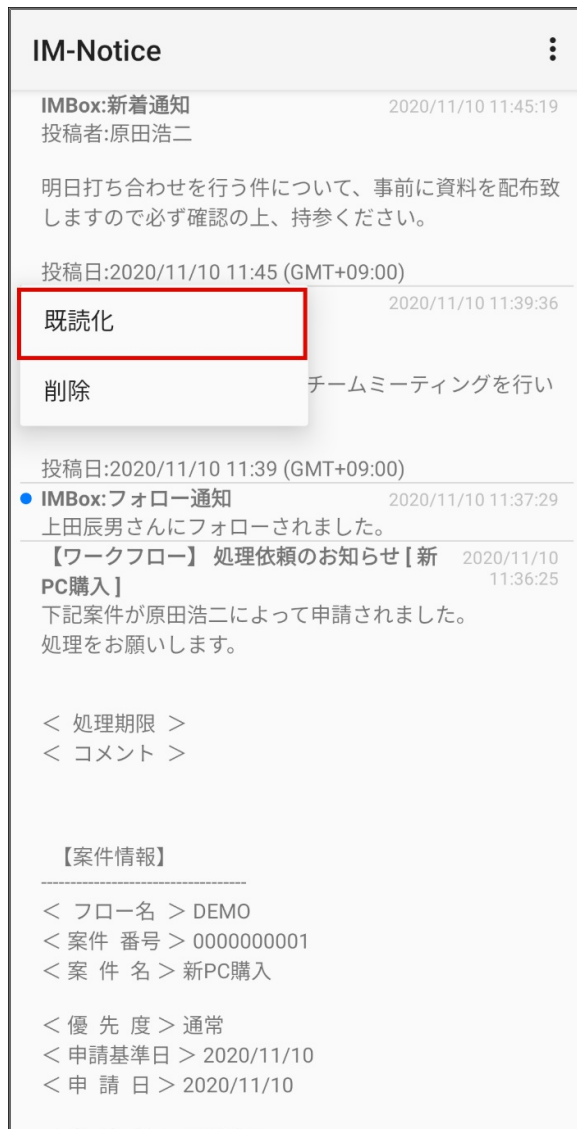 IM-Notice
IMBox:新着通知 2020/11/10 11:45:19
投稿者:原田浩二
明日打ち合わせを行う件について、事前に資料を配布致
しますので必ず確認の上、持参ください。
投稿日:2020/11/10 11:45 (GMT+09:00)
2020/11/10 11:39:36
既読化
削除
チームミーティングを行い
投稿日:2020/11/10 11:39 (GMT+09:00)
IMBox:フォロー通知 2020/11/10 11:37:29
上田辰男さんにフォローされました。
【ワークフロー】 処理依頼のお知らせ [ 新 2020/11/10
PC購入 ] 11:36:25
下記案件が原田浩二によって申請されました。
処理をお願いします。
＜ 処理期限 ＞
＜ コメント ＞
【案件情報】
-----------------------------------
＜ フロー名 ＞ DEMO
＜ 案件 番号 ＞ 0000000001
＜ 案 件 名 ＞ 新PC購入
＜ 優 先 度 ＞ 通常
＜ 申請基準日 ＞ 2020/11/10
＜ 申 請 日 ＞ 2020/11/10